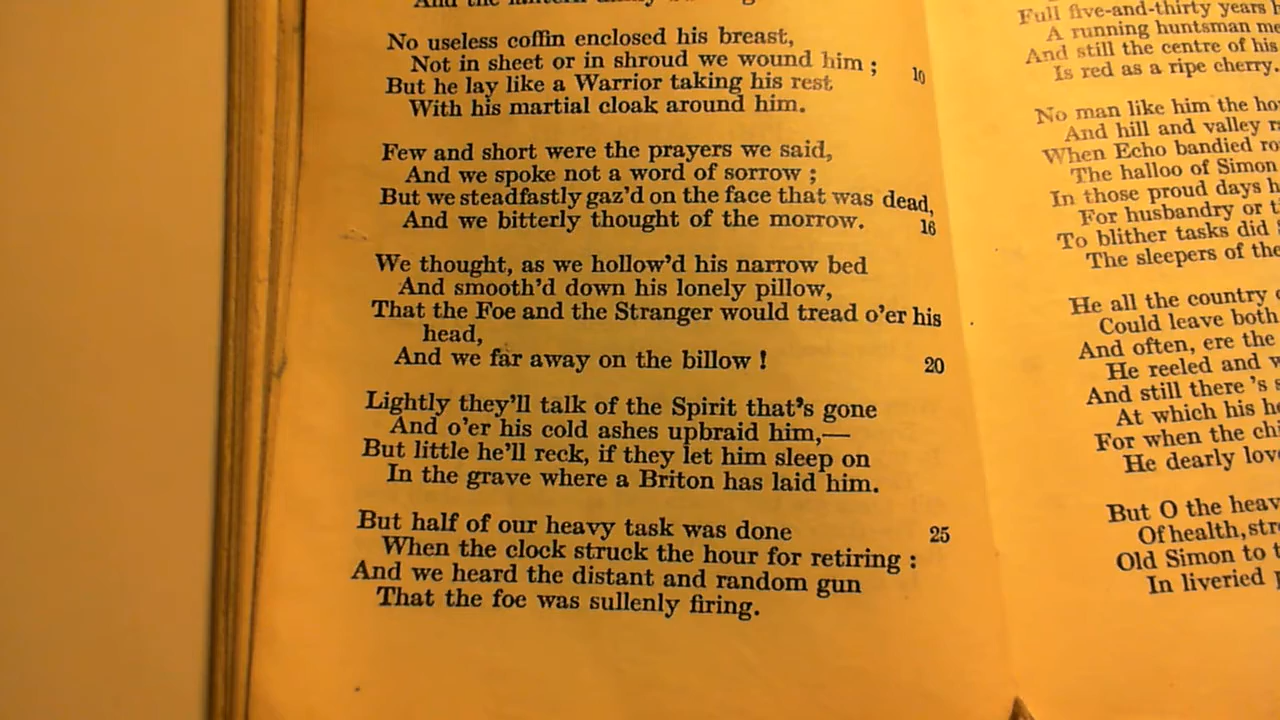 No useless coffin enclosed his breast,
Not in sheet or in shroud we wound him ;
But he lay like a Warrior taking his rest 10
With his martial cloak around him.
Few and short were the prayers we said,
And we spoke not a word of sorrow ;
But we steadfastly gaz'd on the face that was dead,
And we bitterly thought of the morrow. 16
We thought, as we hollow'd his narrow bed
And smooth'd down his lonely pillow,
That the Foe and the Stranger would tread o'er his
head,
And we far away on the billow ! 20
Lightly they'll talk of the Spirit that's gone
And o'er his cold ashes upbraid him,—
But little he'll reck, if they let him sleep on
In the grave where a Briton has laid him.
But half of our heavy task was done 25
When the clock struck the hour for retiring :
And we heard the distant and random gun
That the foe was sullenly firing.
Full five-and-thirty years
A running huntsman
And still the centre of his
Is red as a ripe cherry.
No man like him the
And hill and valley
When Echo bandied
The halloo of Simon
In those proud days
For husbandry or
To blither tasks did
The sleepers of the
He all the country
Could leave both
And often, ere the
He reeled and
And still there 's
At which his
For when the
He dearly
But O the
Of health,
Old Simon to
In liveried